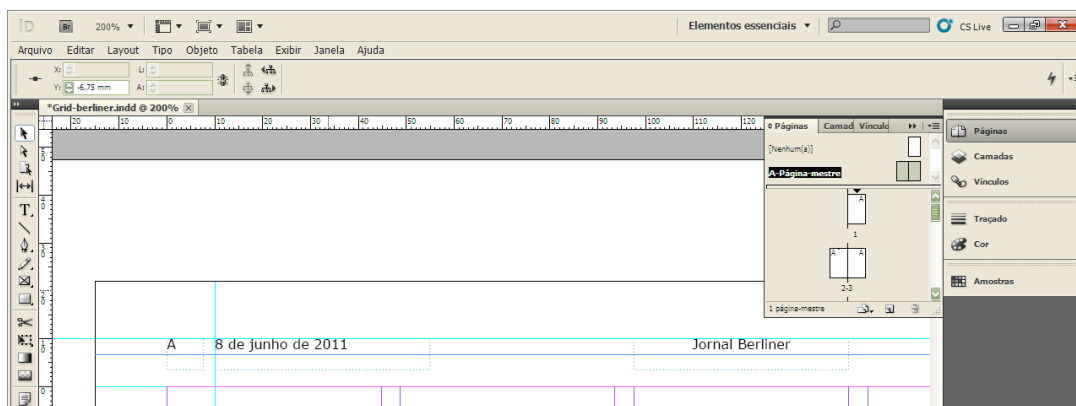 iD Br 200% Elementos essenciais CS Live
Arquivo Editar Layout Tipo Objeto Tabela Exibir Janela Ajuda
X: L:
Y: -6,75 mm A:
*Grid-berliner.indd @ 200%
20 10 0 10 20 30 40 50 60 70 80 90 100 110 120
Páginas Camad Vínculo
[Nenhum(a)]
A-Página-mestre
A
1
A A
2-3
1 página-mestre
Páginas
Camadas
Vínculos
Traçado
Cor
Amostras
A 8 de junho de 2011 Jornal Berliner